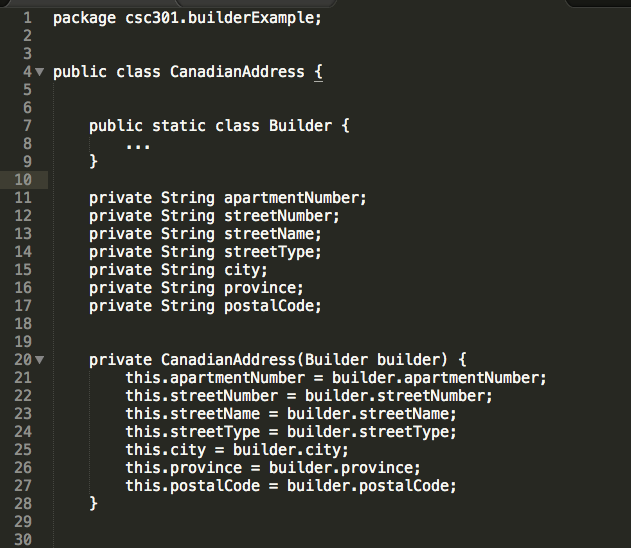 1 package csc301.builderExample;
2
3
4 public class CanadianAddress {
5
6
7 public static class Builder {
8 ...
9 }
10
11 private String apartmentNumber;
12 private String streetNumber;
13 private String streetName;
14 private String streetType;
15 private String city;
16 private String province;
17 private String postalCode;
18
19
20 private CanadianAddress(Builder builder) {
21 this.apartmentNumber = builder.apartmentNumber;
22 this.streetNumber = builder.streetNumber;
23 this.streetName = builder.streetName;
24 this.streetType = builder.streetType;
25 this.city = builder.city;
26 this.province = builder.province;
27 this.postalCode = builder.postalCode;
28 }
29
30